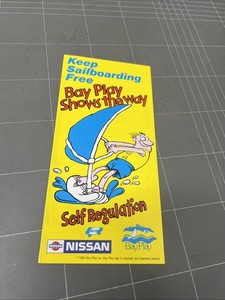 Keep
Sailboarding
Free
Bay Play
Shows the way
Self Regulation
NISSAN
Bay Play